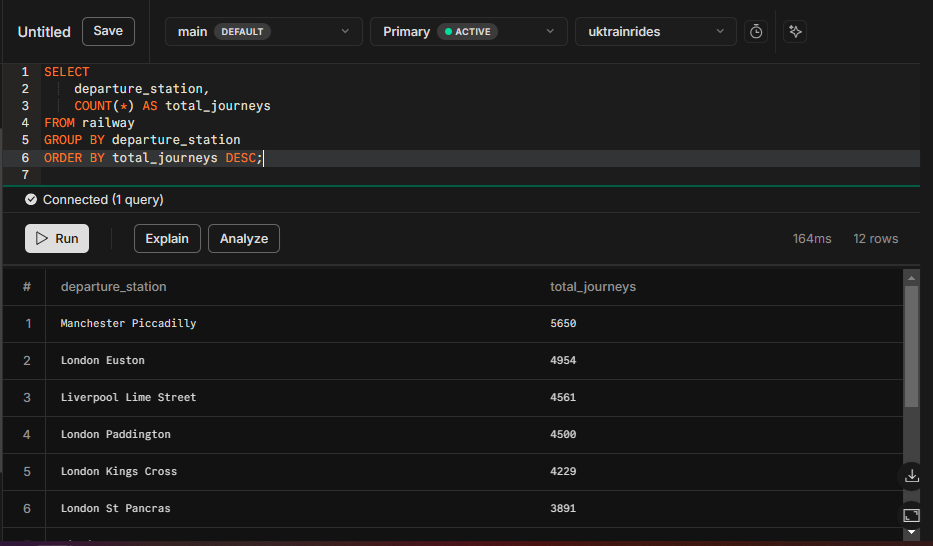 Untitled Save main DEFAULT Primary ACTIVE uktrainrides
1 SELECT
2 departure_station,
3 COUNT(*) AS total_journeys
4 FROM railway
5 GROUP BY departure_station
6 ORDER BY total_journeys DESC;
7
Connected (1 query)
Run Explain Analyze 164ms 12 rows
# departure_station total_journeys
1 Manchester Piccadilly 5650
2 London Euston 4954
3 Liverpool Lime Street 4561
4 London Paddington 4500
5 London Kings Cross 4229
6 London St Pancras 3891